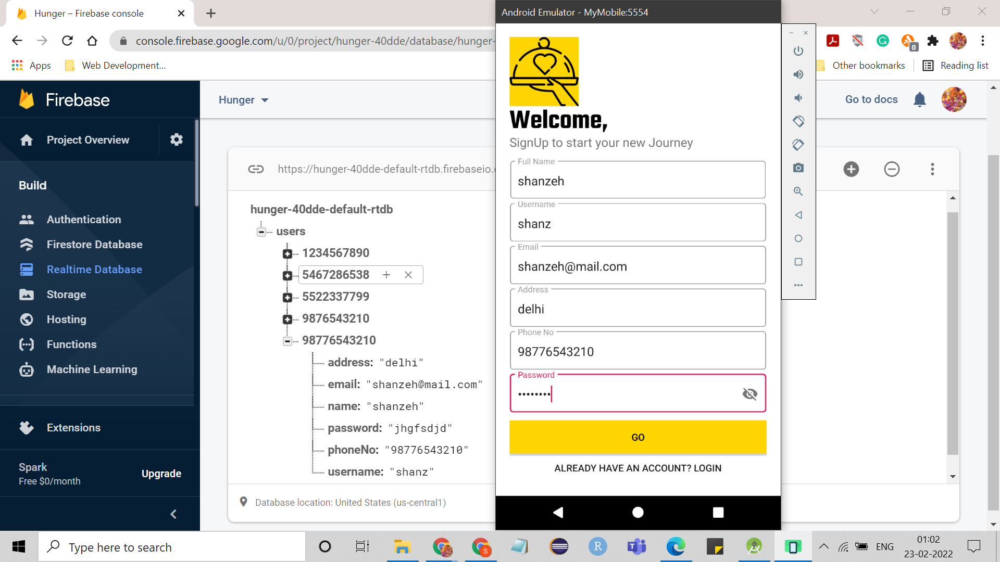 Hunger – Firebase console
Android Emulator - MyMobile:5554
console.firebase.google.com/u/0/project/hunger-40dde/database/hunger-
0
Apps
Web Development...
Other bookmarks
Reading list
Firebase
Hunger
Go to docs
Project Overview
Build
Authentication
Firestore Database
Realtime Database
Storage
Hosting
Functions
Machine Learning
Extensions
Spark
Free $0/month
Upgrade
https://hunger-40dde-default-rtdb.firebaseio.
hunger-40dde-default-rtdb
users
1234567890
5467286538
5522337799
9876543210
98776543210
address: "delhi"
email: "shanzeh@mail.com"
name: "shanzeh"
password: "jhgfsdjd"
phoneNo: "98776543210"
username: "shanz"
Database location: United States (us-central1)
Welcome,
SignUp to start your new Journey
Full Name
shanzeh
Username
shanz
Email
shanzeh@mail.com
Address
delhi
Phone No
98776543210
Password
••••••••
GO
ALREADY HAVE AN ACCOUNT? LOGIN
Type here to search
S
R
T
ENG
01:02
23-02-2022